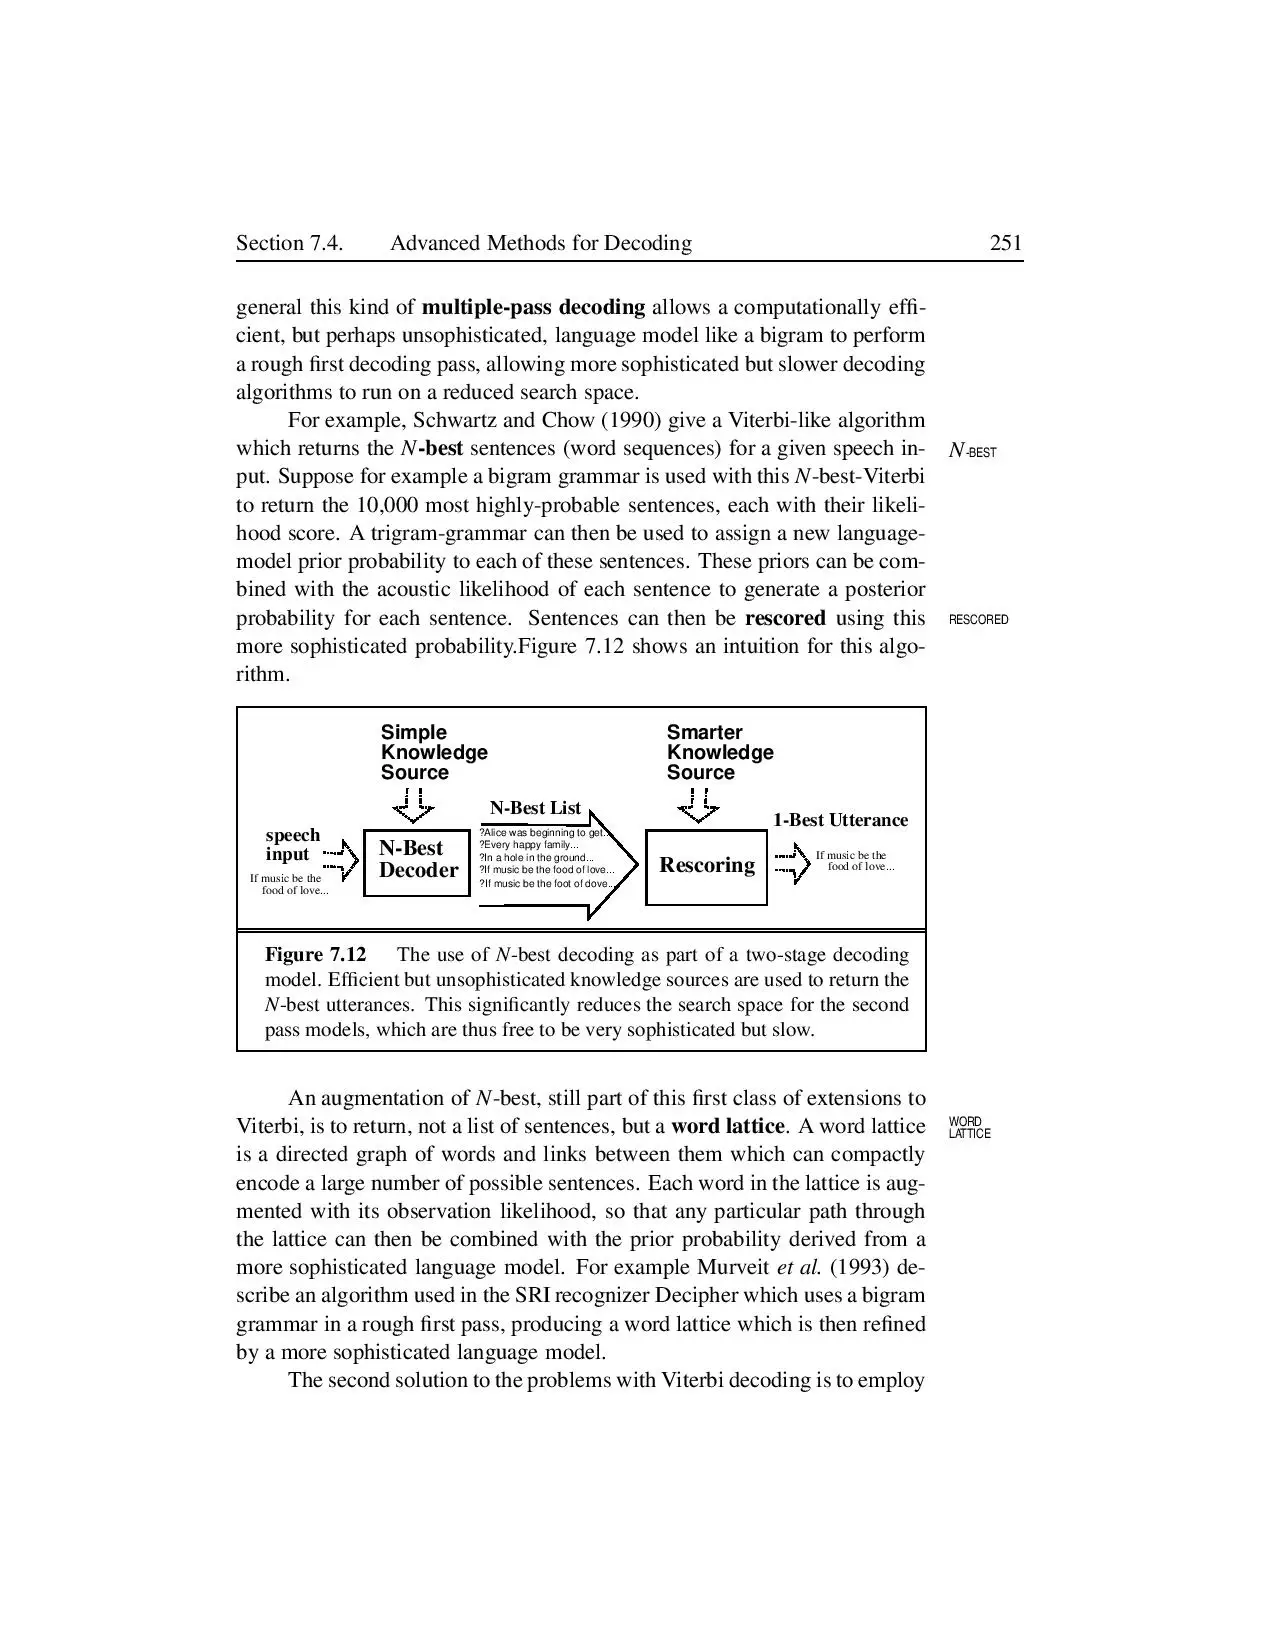 Section 7.4. Advanced Methods for Decoding 251
general this kind of multiple-pass decoding allows a computationally effi-
cient, but perhaps unsophisticated, language model like a bigram to perform
a rough first decoding pass, allowing more sophisticated but slower decoding
algorithms to run on a reduced search space.
For example, Schwartz and Chow (1990) give a Viterbi-like algorithm
which returns the N-best sentences (word sequences) for a given speech in-
N-BEST
put. Suppose for example a bigram grammar is used with this N-best-Viterbi
to return the 10,000 most highly-probable sentences, each with their likeli-
hood score. A trigram-grammar can then be used to assign a new language-
model prior probability to each of these sentences. These priors can be com-
bined with the acoustic likelihood of each sentence to generate a posterior
probability for each sentence. Sentences can then be rescored using this
RESCORED
more sophisticated probability.Figure 7.12 shows an intuition for this algo-
rithm.
Simple
Knowledge
Source
Smarter
Knowledge
Source
speech
input
If music be the
food of love...
N-Best
Decoder
N-Best List
?Alice was beginning to get...
?Every happy family...
?In a hole in the ground...
?If music be the food of love...
?If music be the foot of dove...
Rescoring
1-Best Utterance
If music be the
food of love...
Figure 7.12 The use of N-best decoding as part of a two-stage decoding
model. Efficient but unsophisticated knowledge sources are used to return the
N-best utterances. This significantly reduces the search space for the second
pass models, which are thus free to be very sophisticated but slow.
An augmentation of N-best, still part of this first class of extensions to
Viterbi, is to return, not a list of sentences, but a word lattice. A word lattice
WORD
LATTICE
is a directed graph of words and links between them which can compactly
encode a large number of possible sentences. Each word in the lattice is aug-
mented with its observation likelihood, so that any particular path through
the lattice can then be combined with the prior probability derived from a
more sophisticated language model. For example Murveit et al. (1993) de-
scribe an algorithm used in the SRI recognizer Decipher which uses a bigram
grammar in a rough first pass, producing a word lattice which is then refined
by a more sophisticated language model.
The second solution to the problems with Viterbi decoding is to employ